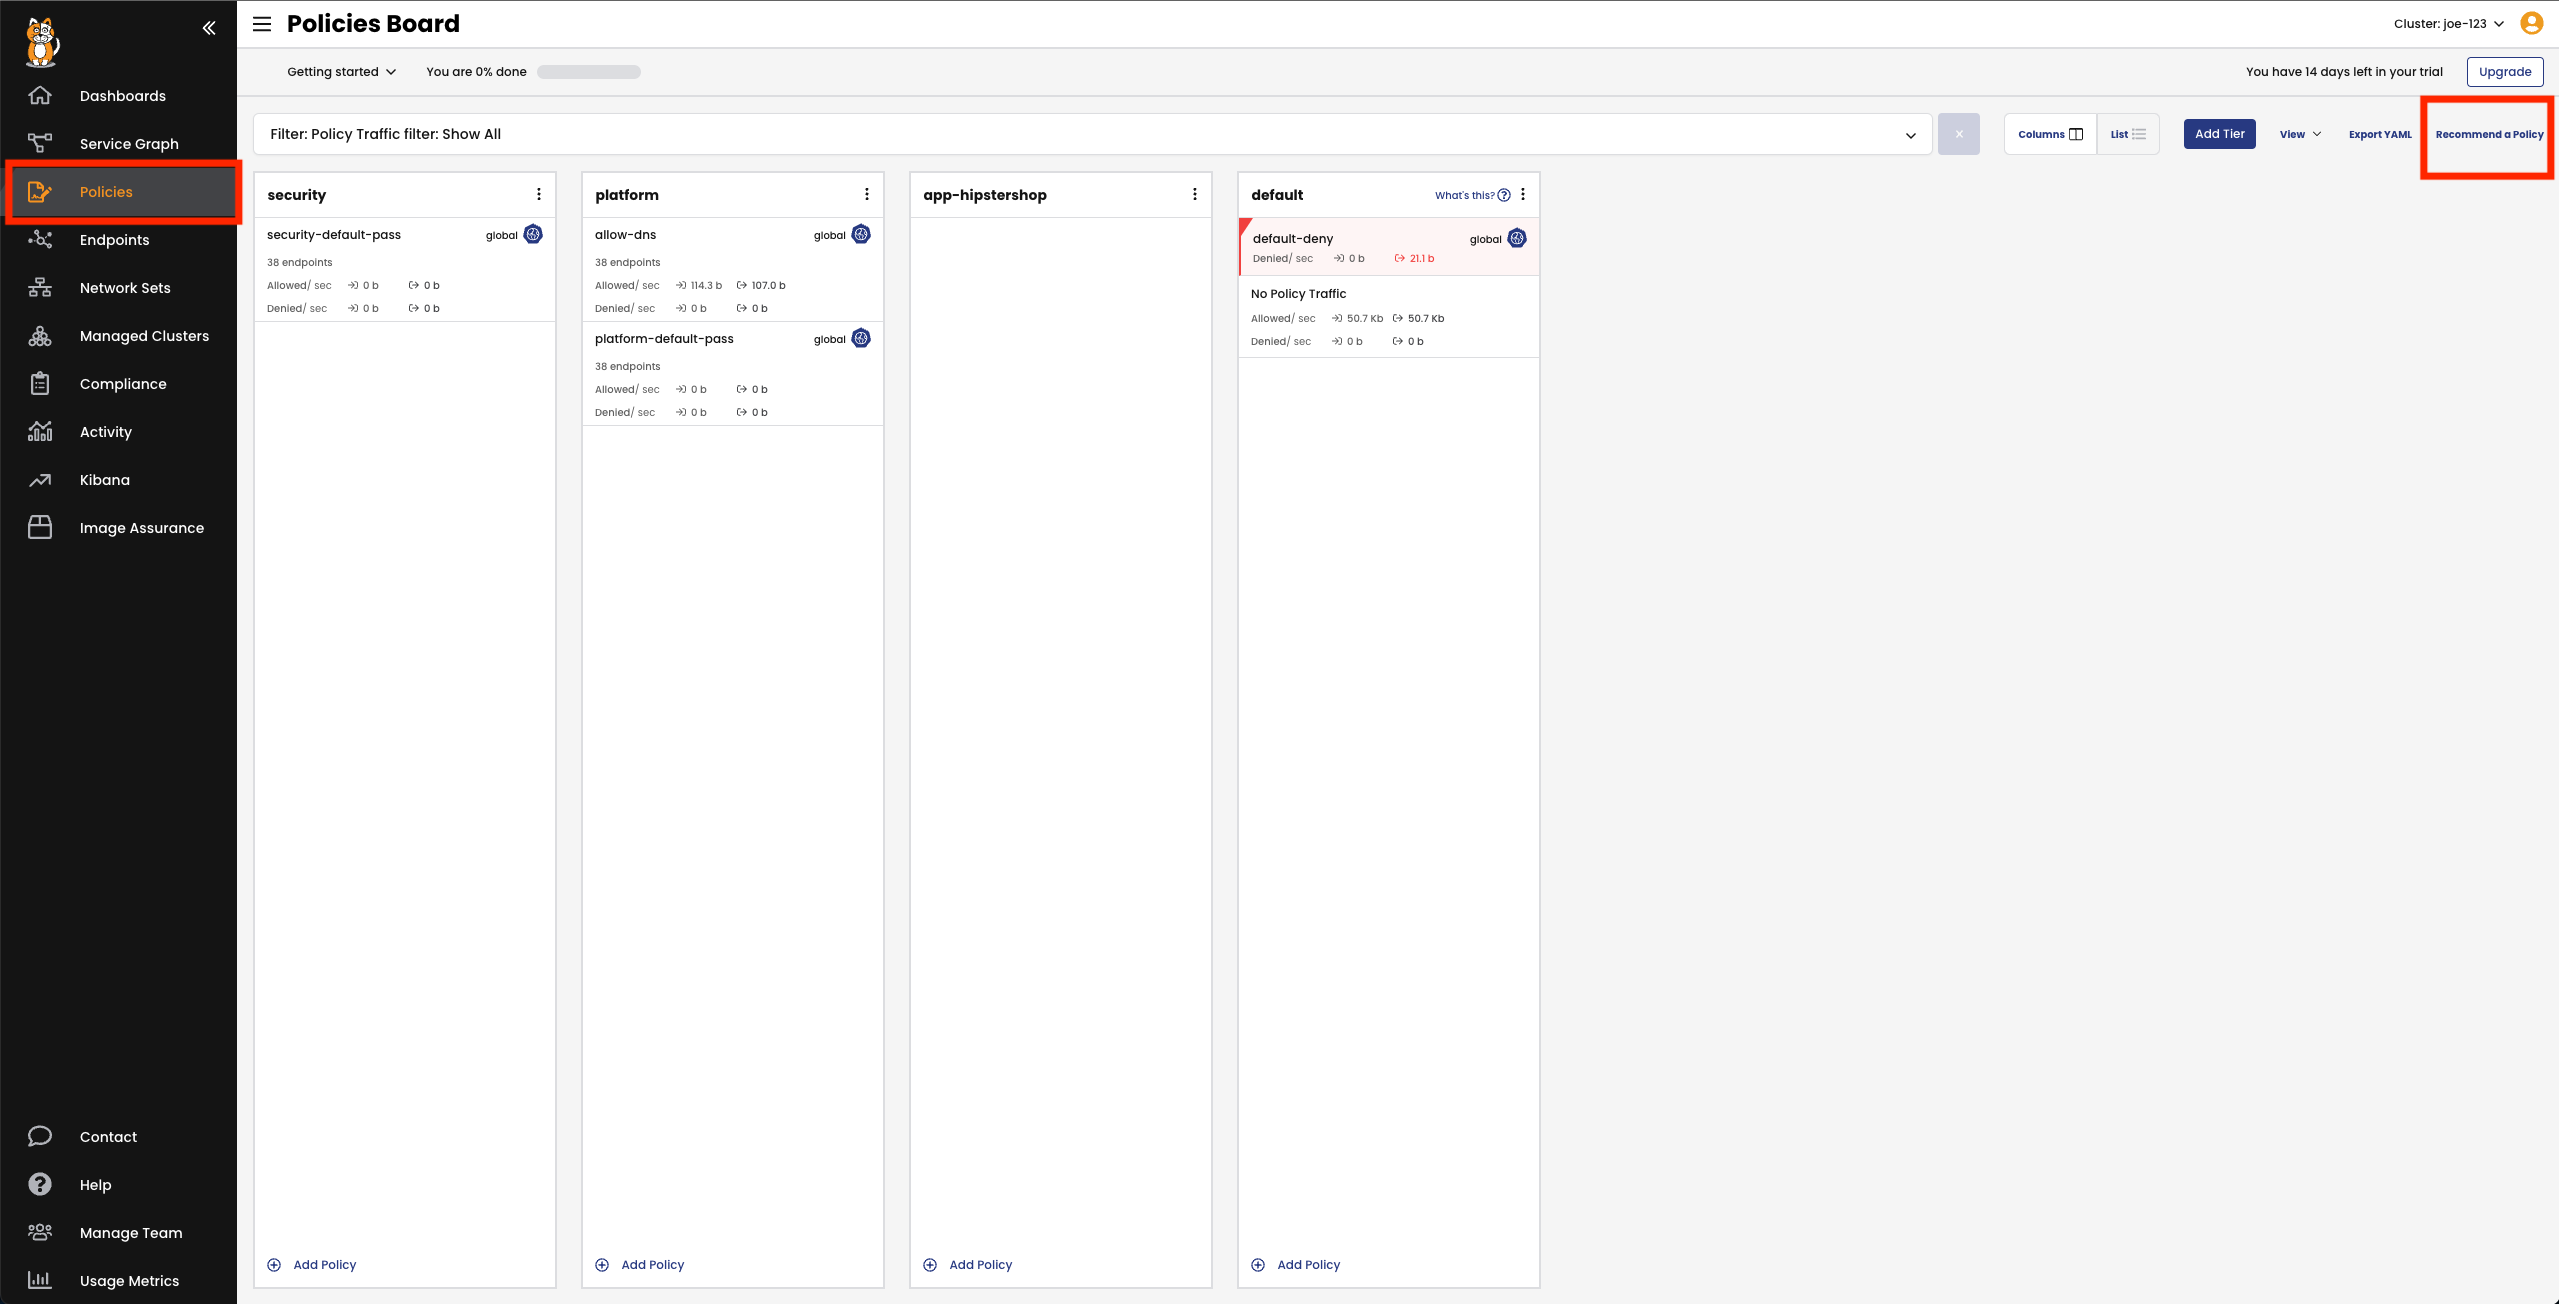 Policies Board
Cluster: joe-123
Getting started
You are 0% done
You have 14 days left in your trial
Upgrade
Dashboards
Service Graph
Policies
Endpoints
Network Sets
Managed Clusters
Compliance
Activity
Kibana
Image Assurance
Contact
Help
Manage Team
Usage Metrics
Filter: Policy Traffic filter: Show All
×
Columns
List
Add Tier
View
Export YAML
Recommend a Policy
security
security-default-pass global
38 endpoints
Allowed/ sec 0 b 0 b
Denied/ sec 0 b 0 b
Add Policy
platform
allow-dns global
38 endpoints
Allowed/ sec 114.3 b 107.0 b
Denied/ sec 0 b 0 b
platform-default-pass global
38 endpoints
Allowed/ sec 0 b 0 b
Denied/ sec 0 b 0 b
Add Policy
app-hipstershop
Add Policy
default What's this? ?
default-deny global
Denied/ sec 0 b 21.1 b
No Policy Traffic
Allowed/ sec 50.7 Kb 50.7 Kb
Denied/ sec 0 b 0 b
Add Policy